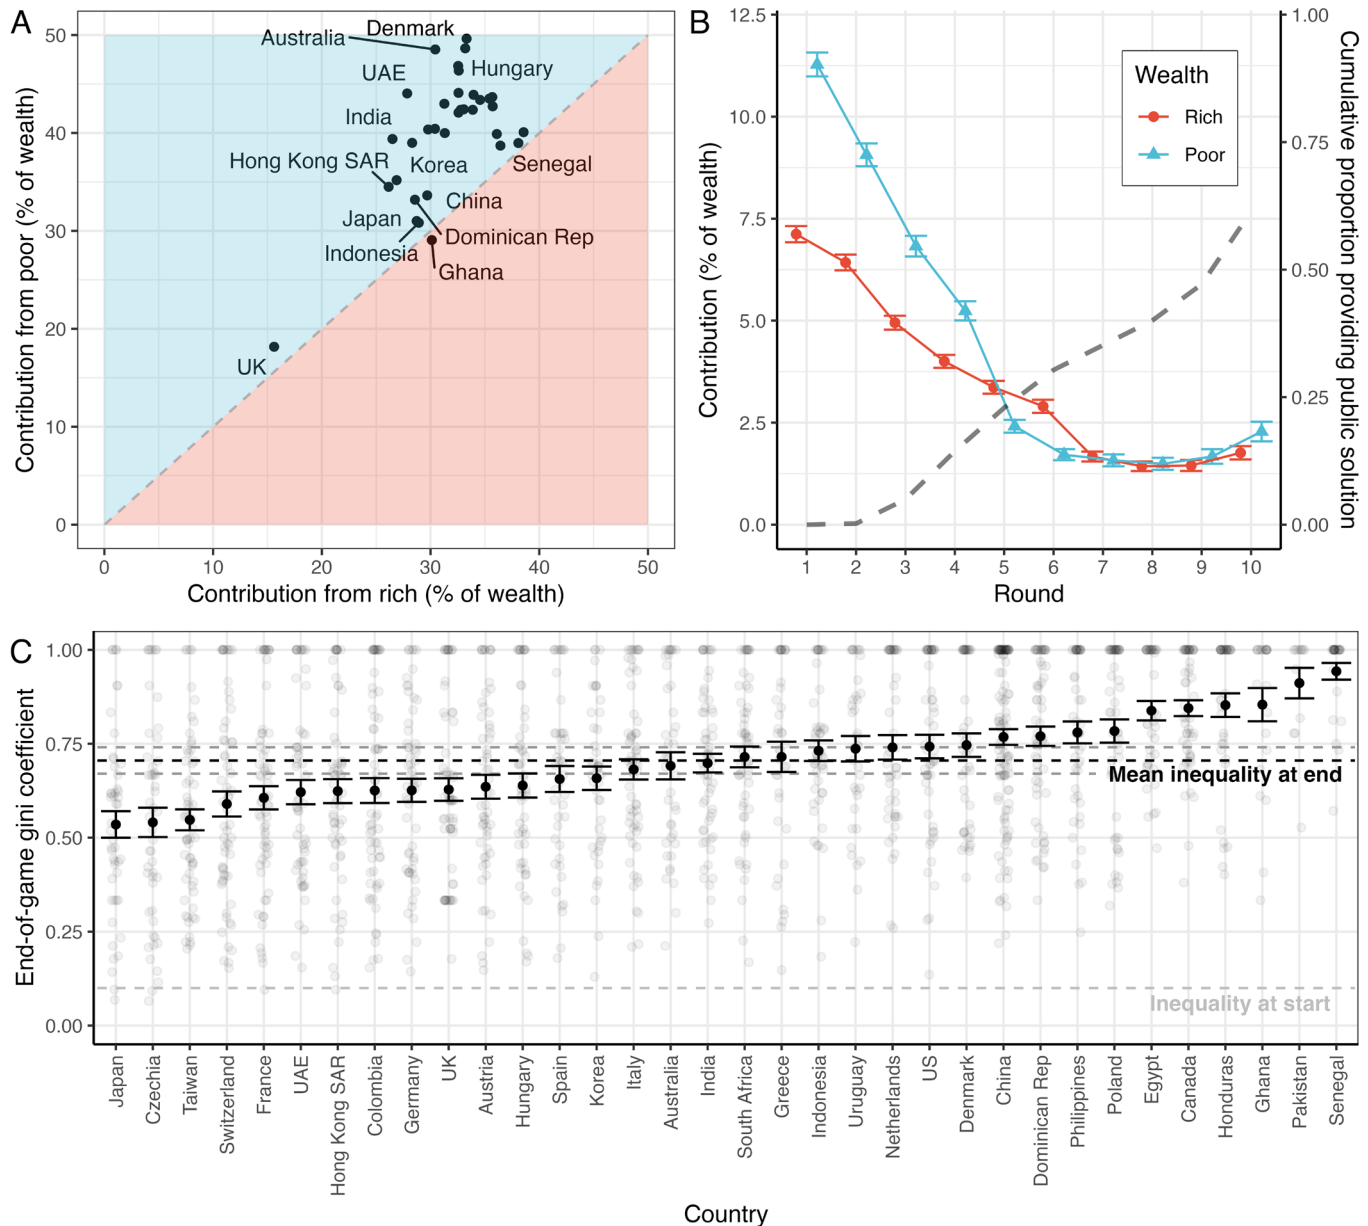 A
Contribution from poor (% of wealth)
50
40
30
20
10
0
Denmark
Australia
Hungary
UAE
India
Hong Kong SAR
Korea
Senegal
China
Japan
Dominican Rep
Indonesia
Ghana
UK
0 10 20 30 40 50
Contribution from rich (% of wealth)
B
Contribution (% of wealth)
12.5
10.0
7.5
5.0
2.5
0.0
Wealth
Rich
Poor
1.00
0.75
0.50
0.25
0.00
Cumulative proportion providing public solution
1 2 3 4 5 6 7 8 9 10
Round
C
End-of-game gini coefficient
1.00
0.75
0.50
0.25
0.00
Mean inequality at end
Inequality at start
Japan
Czechia
Taiwan
Switzerland
France
UAE
Hong Kong SAR
Colombia
Germany
UK
Austria
Hungary
Spain
Korea
Italy
Australia
India
South Africa
Greece
Indonesia
Uruguay
Netherlands
US
Denmark
China
Dominican Rep
Philippines
Poland
Egypt
Canada
Honduras
Ghana
Pakistan
Senegal
Country